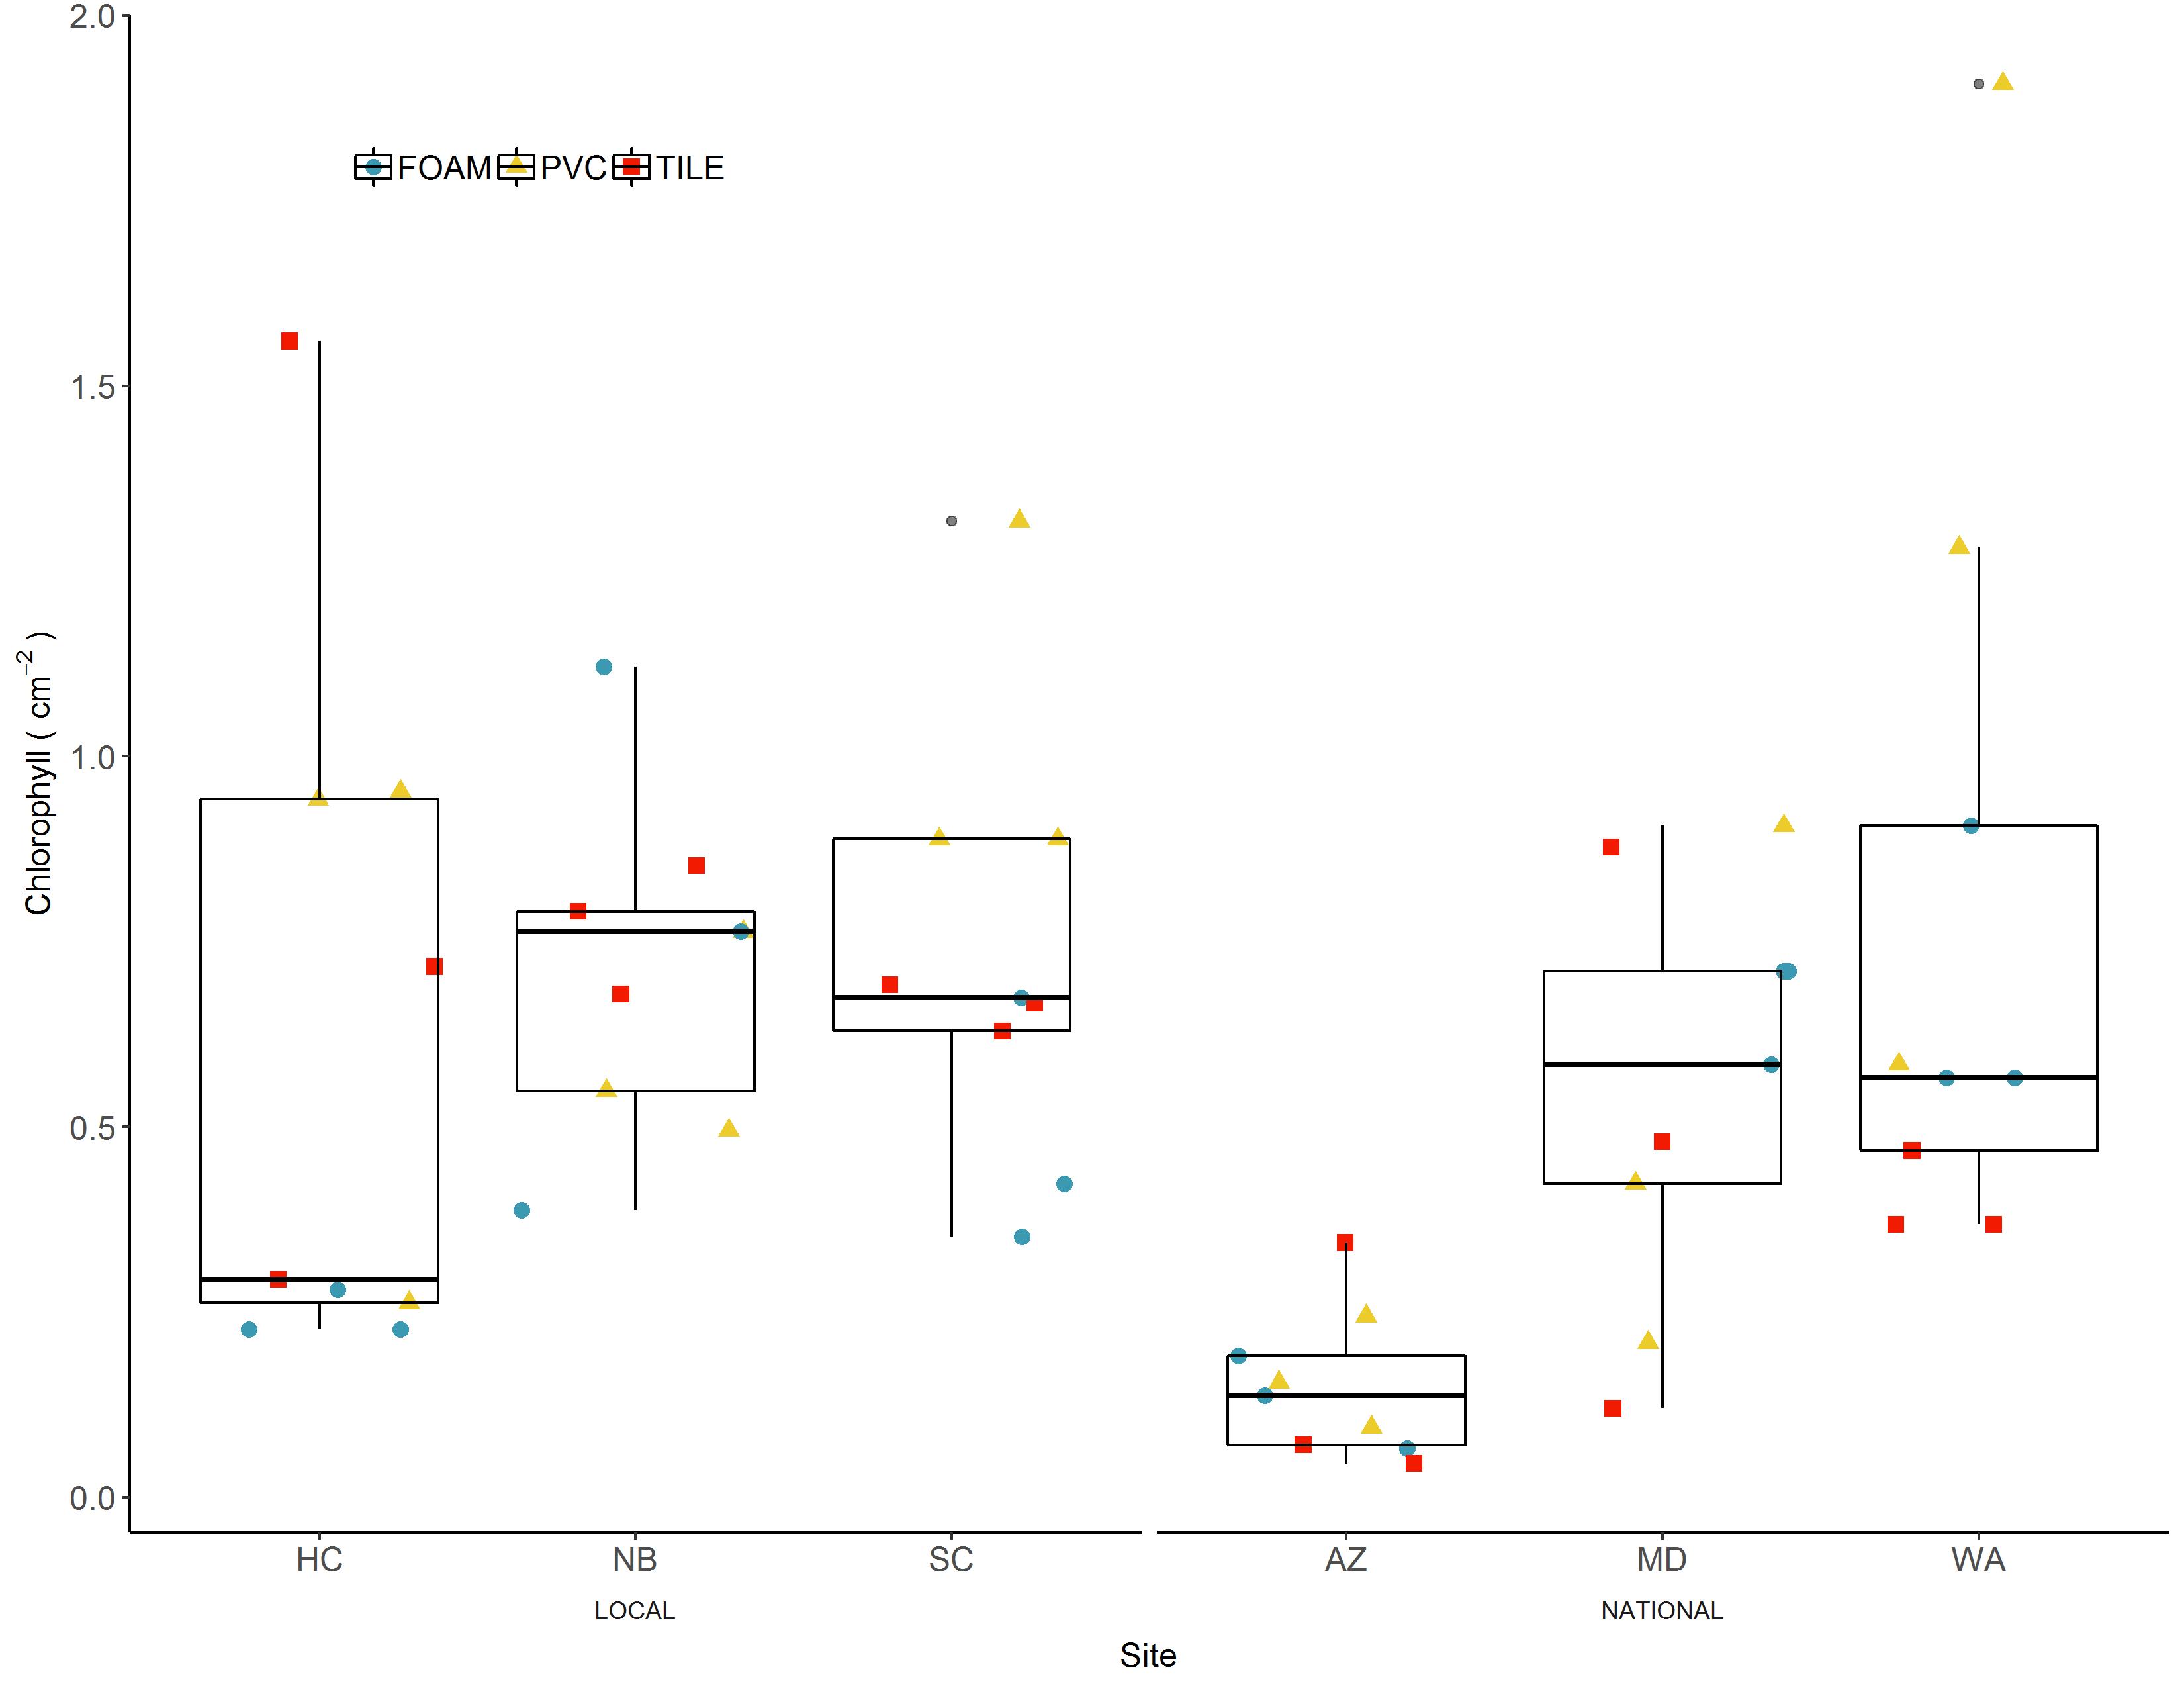 2.0
FOAM PVC TILE
1.5
Chlorophyll ( cm⁻² )
1.0
0.5
0.0
HC NB SC AZ MD WA
LOCAL NATIONAL
Site